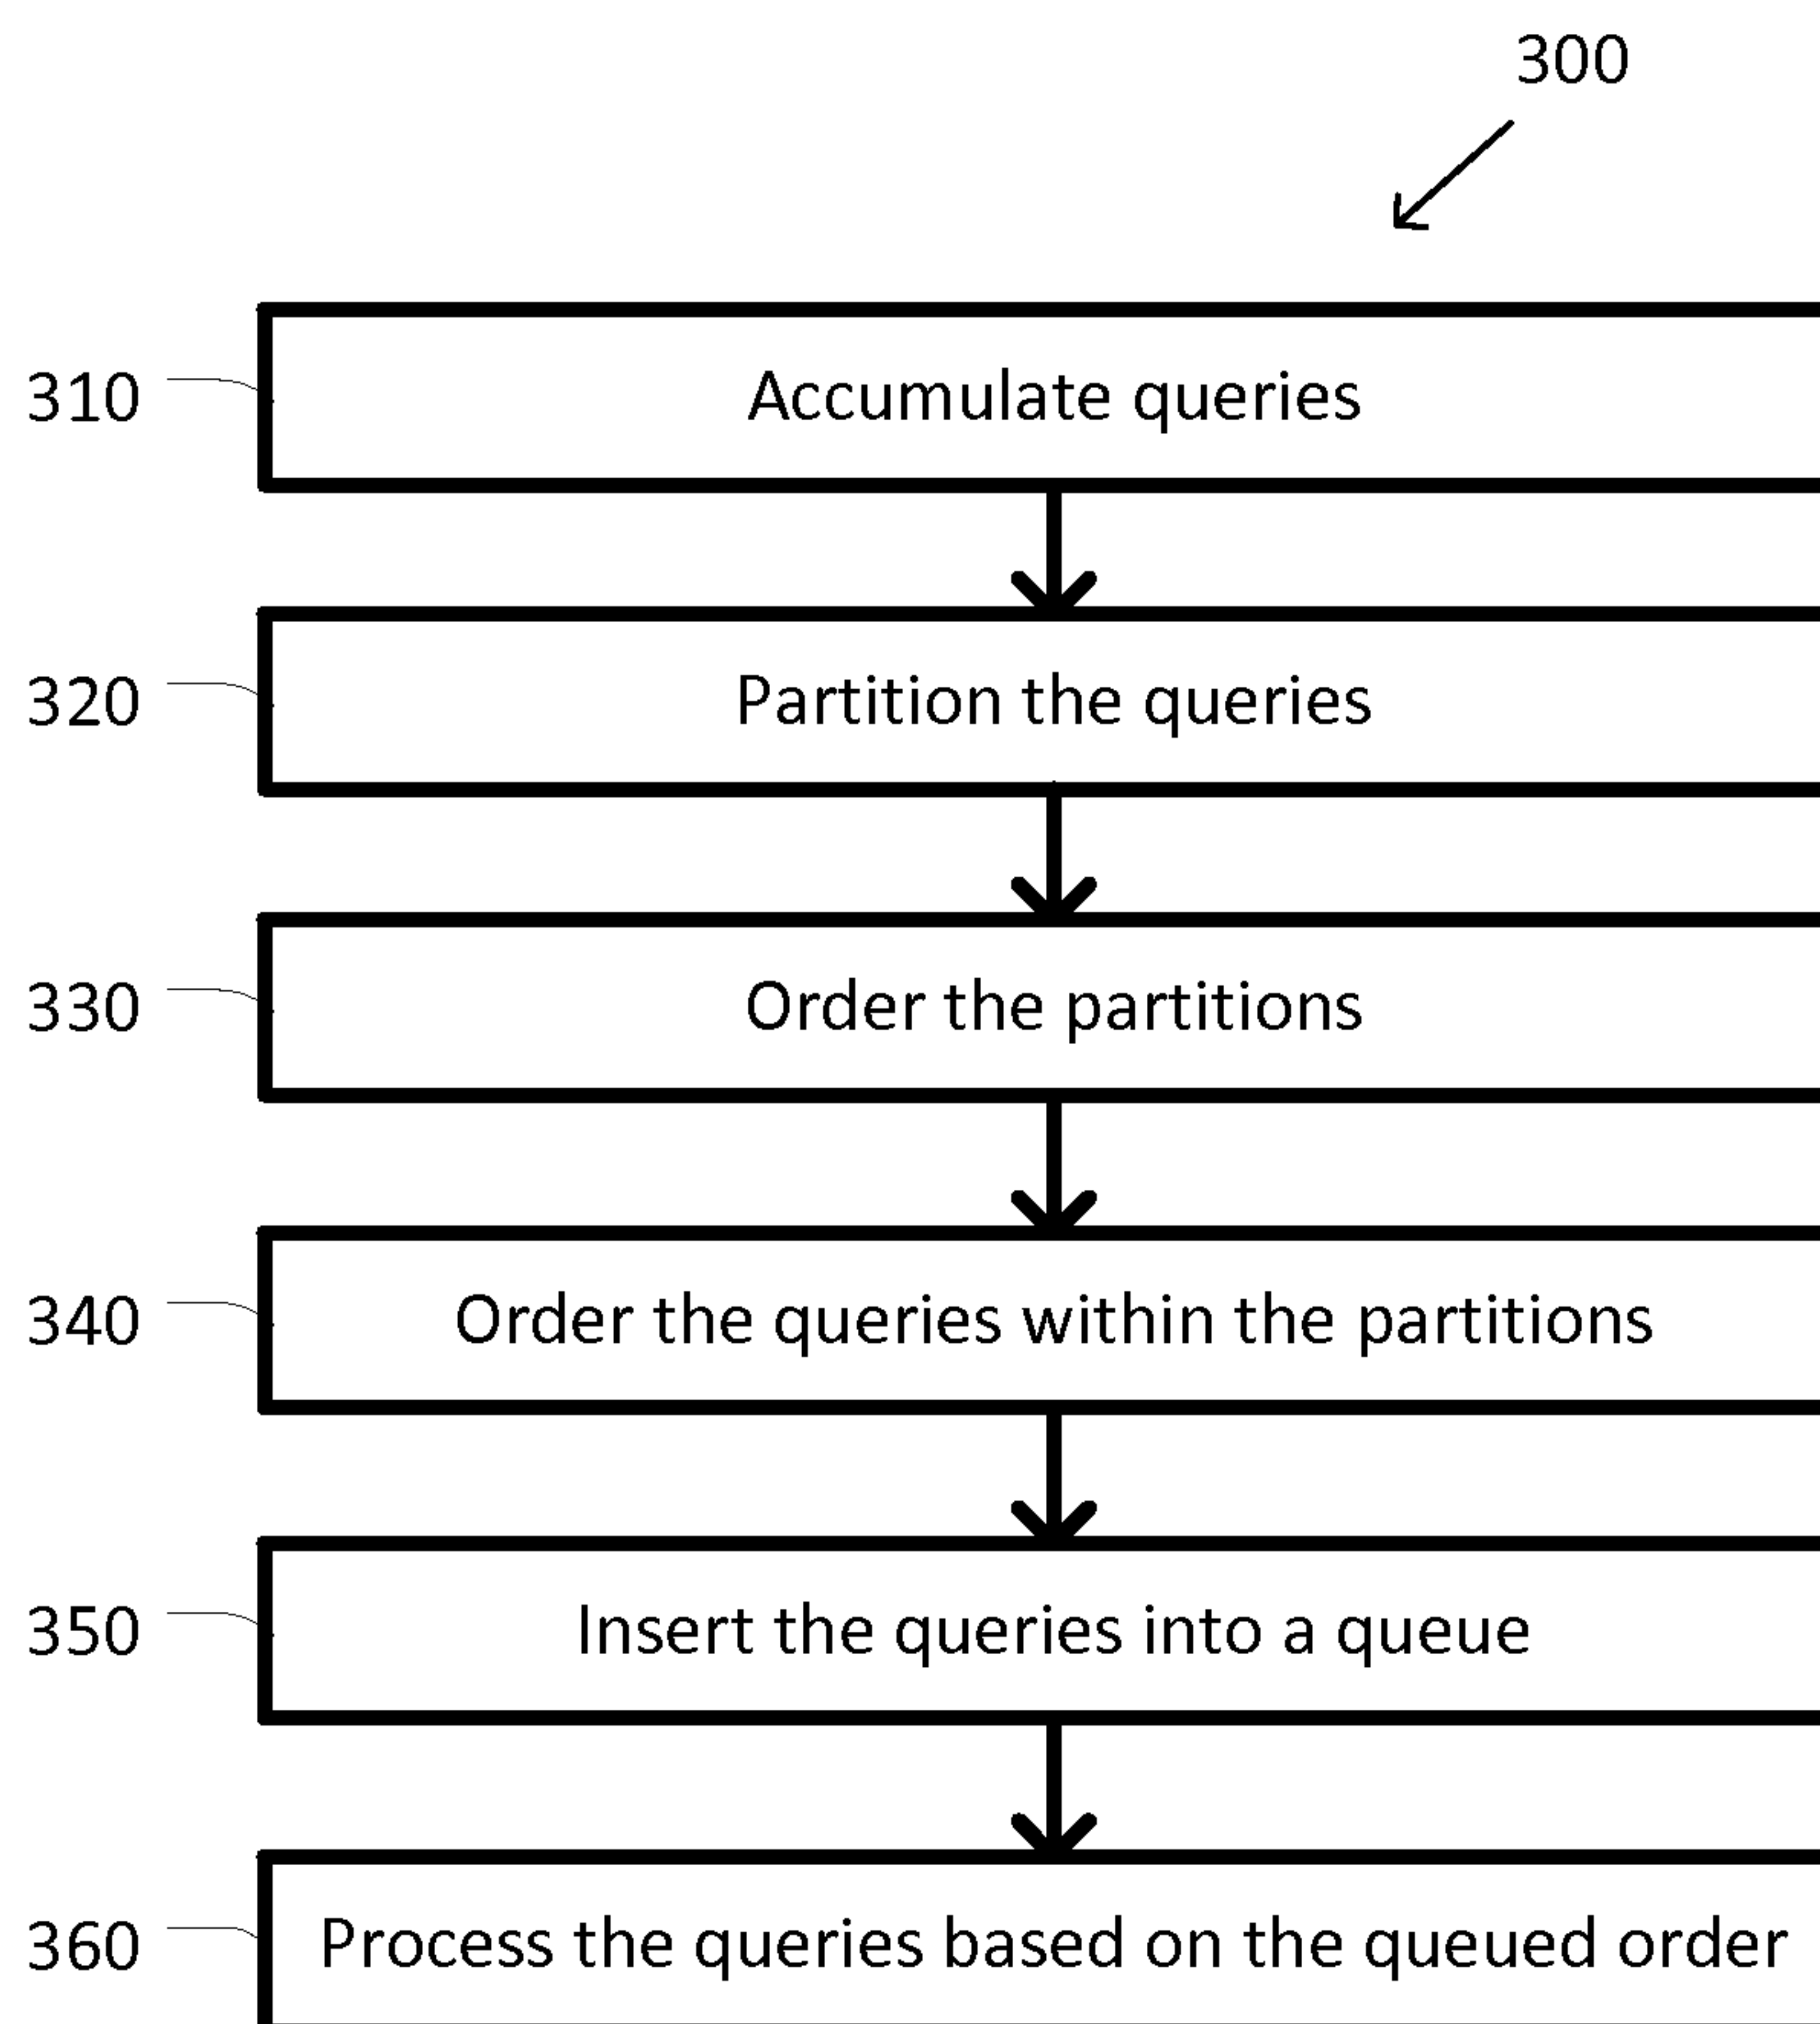 300
310 Accumulate queries
320 Partition the queries
330 Order the partitions
340 Order the queries within the partitions
350 Insert the queries into a queue
360 Process the queries based on the queued order